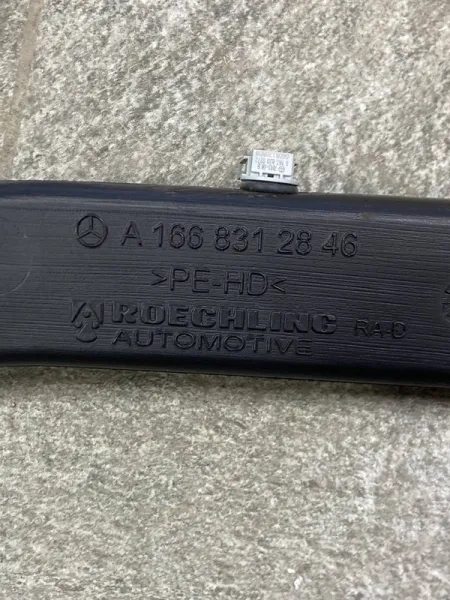 A 166 831 28 46
>PE-HD<
ROECHLING RA-D
AUTOMOTIVE